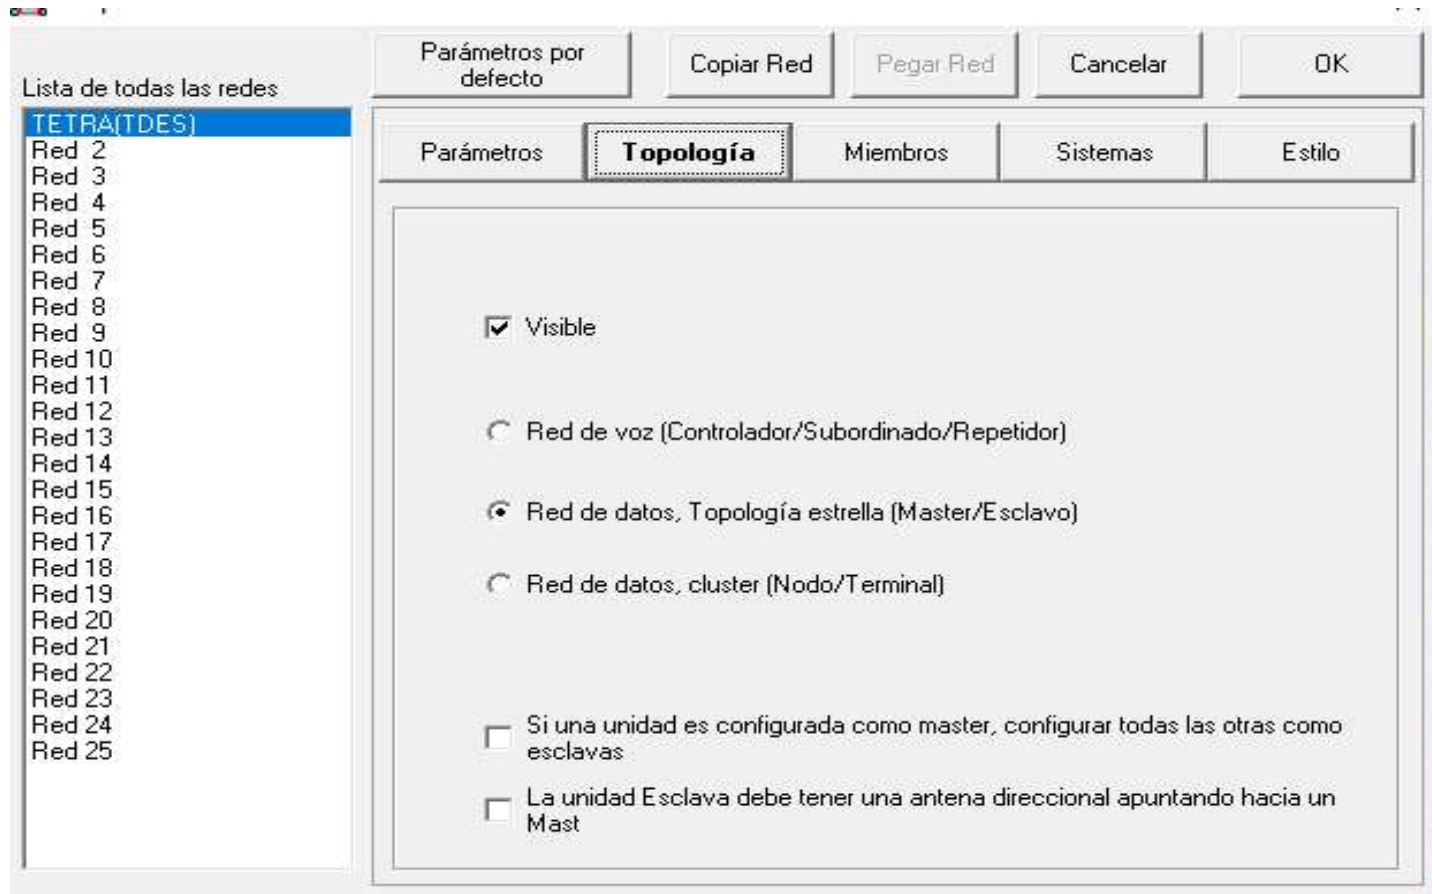 Parámetros por
defecto
Copiar Red
Pegar Red
Cancelar
OK
Lista de todas las redes
TETRA(TDES)
Red 2
Red 3
Red 4
Red 5
Red 6
Red 7
Red 8
Red 9
Red 10
Red 11
Red 12
Red 13
Red 14
Red 15
Red 16
Red 17
Red 18
Red 19
Red 20
Red 21
Red 22
Red 23
Red 24
Red 25
Parámetros
Topología
Miembros
Sistemas
Estilo
Visible
Red de voz (Controlador/Subordinado/Repetidor)
Red de datos, Topología estrella (Master/Esclavo)
Red de datos, cluster (Nodo/Terminal)
Si una unidad es configurada como master, configurar todas las otras como
esclavas
La unidad Esclava debe tener una antena direccional apuntando hacia un
Mast